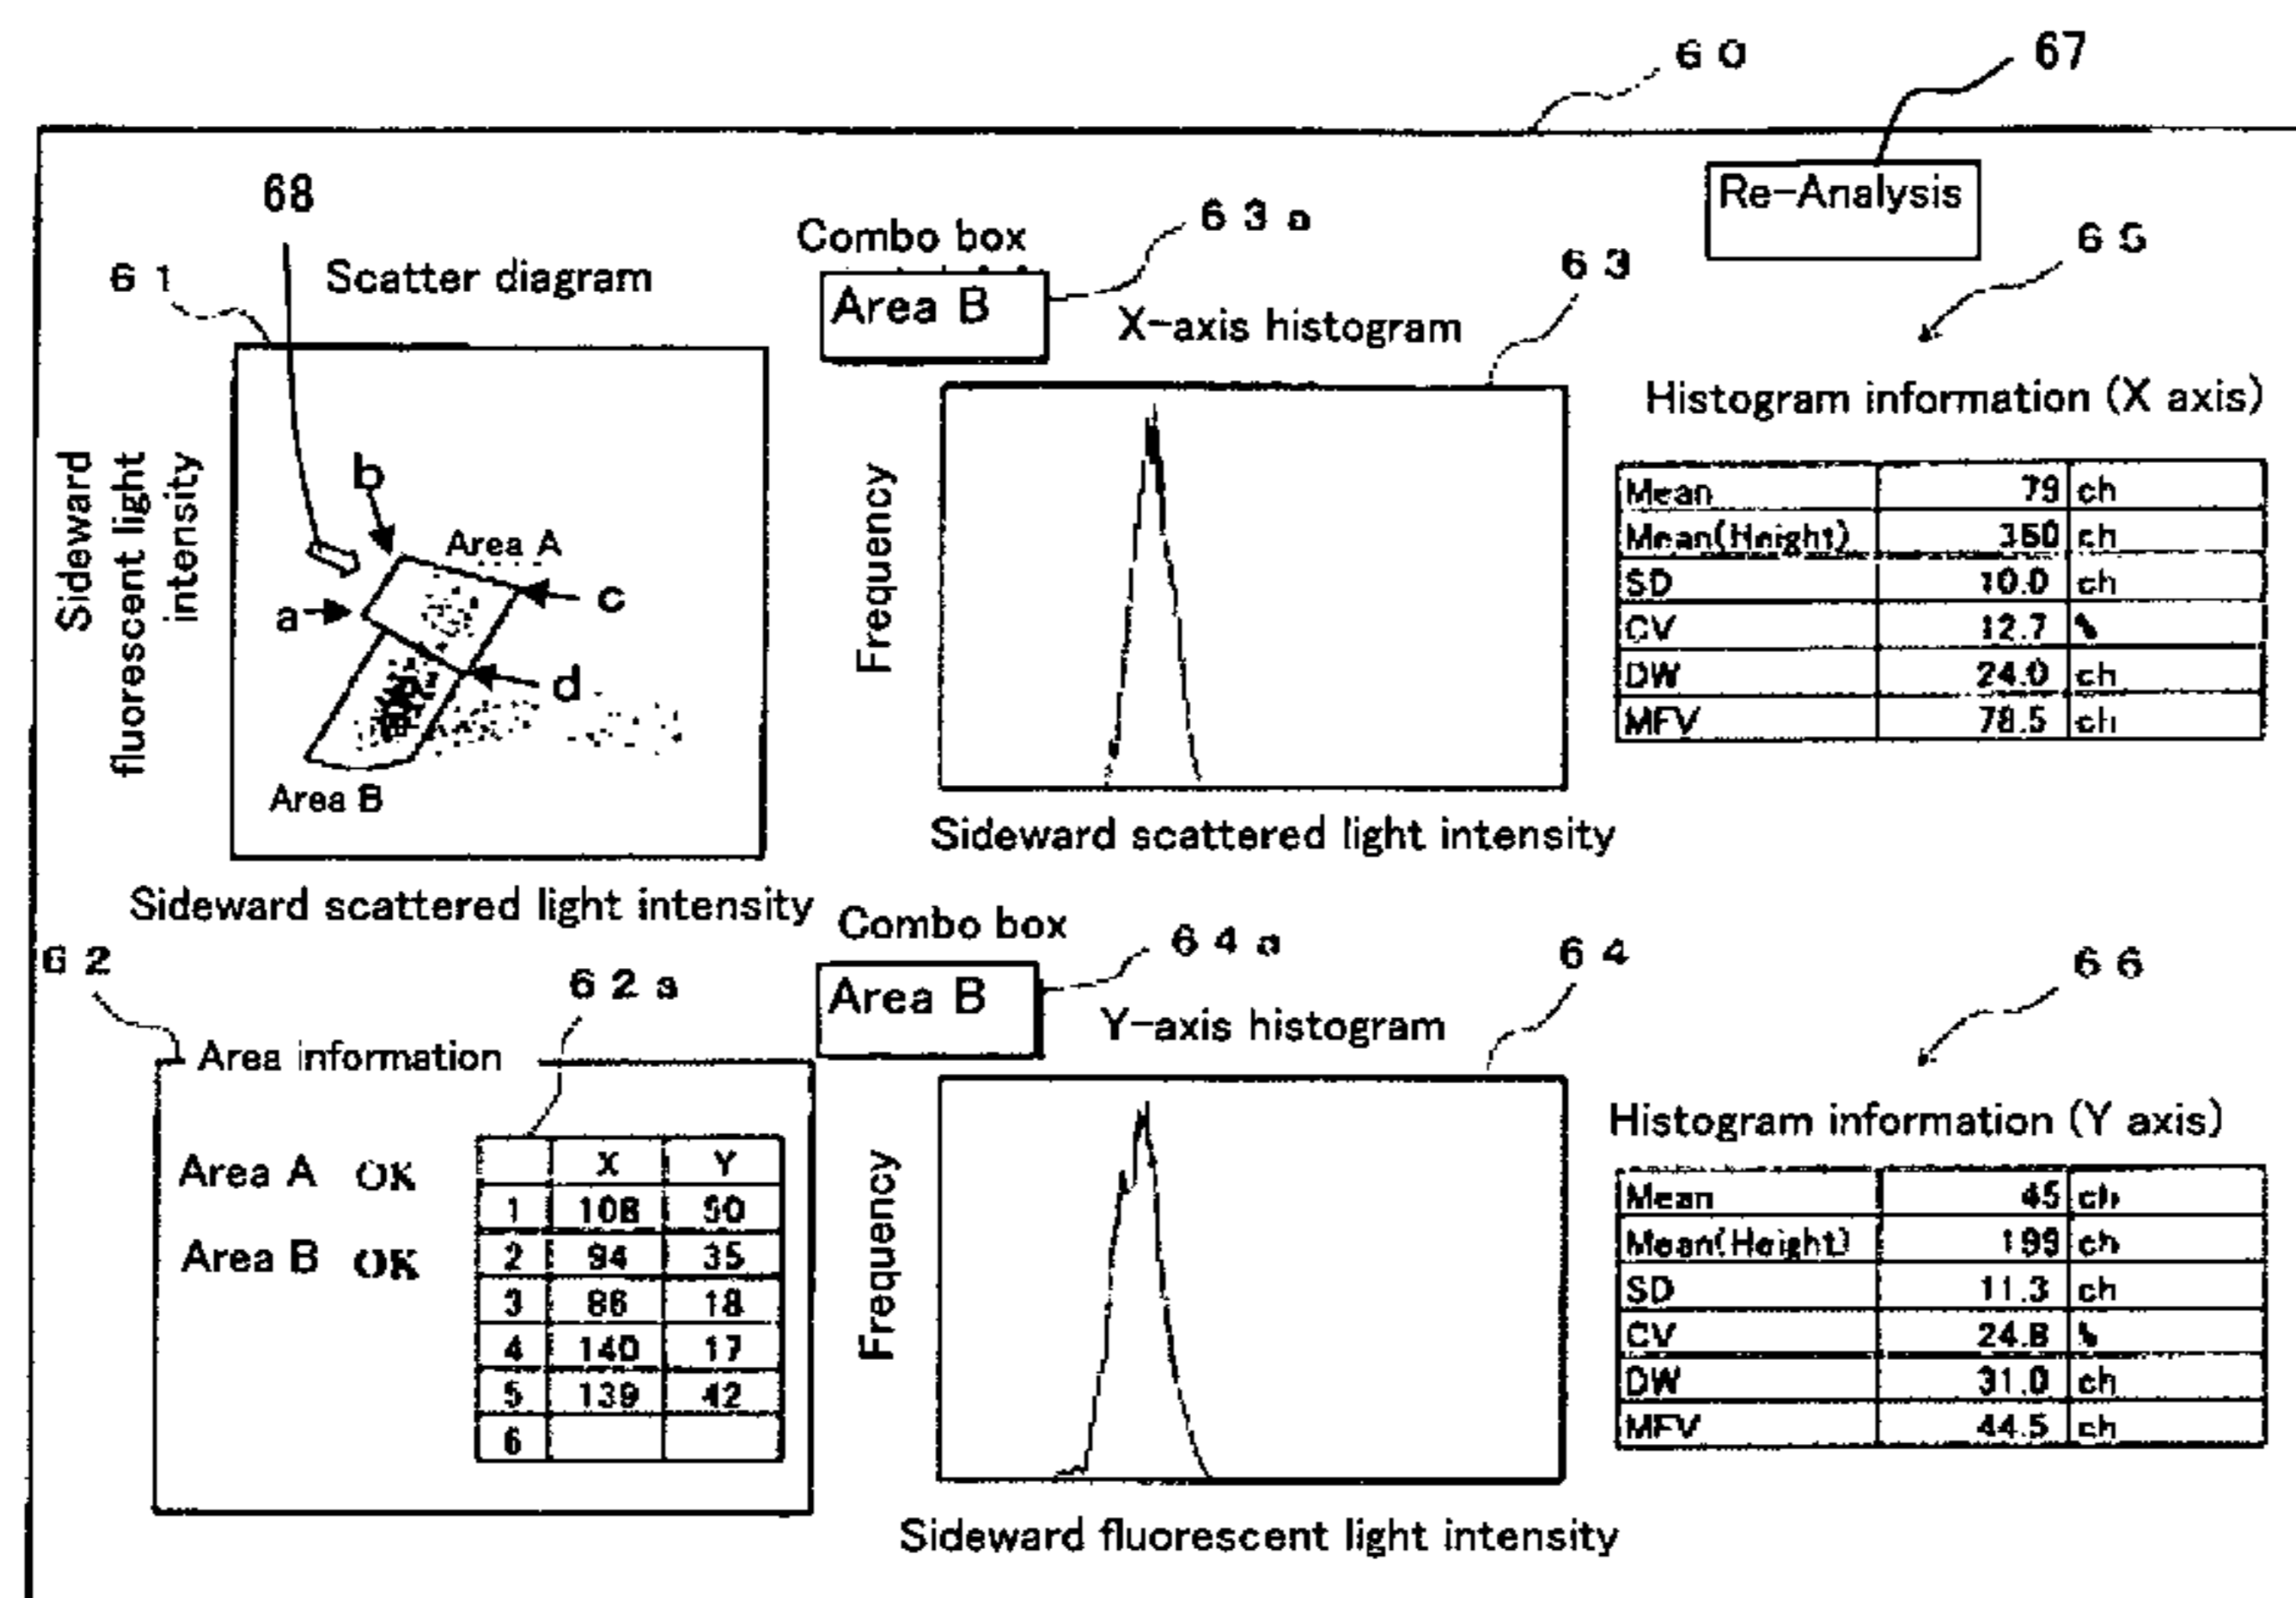 60
67
68
Re-Analysis
63a
65
Combo box
61
Scatter diagram
63
Area B
X-axis histogram
Histogram information (X axis)
Sideward
fluorescent light
intensity
b
Area A
a
c
d
Area B
Frequency
Mean 79 ch
Mean(Height) 360 ch
SD 10.0 ch
CV 12.7 %
DW 24.0 ch
MFV 78.5 ch
Sideward scattered light intensity
Sideward scattered light intensity
Combo box
64a
64
66
62
62a
Area B
Y-axis histogram
Area information
Histogram information (Y axis)
Area A OK
Area B OK
X Y
1 108 50
2 94 35
3 86 18
4 140 17
5 139 42
6
Frequency
Mean 45 ch
Mean(Height) 199 ch
SD 11.3 ch
CV 24.8 %
DW 31.0 ch
MFV 44.5 ch
Sideward fluorescent light intensity